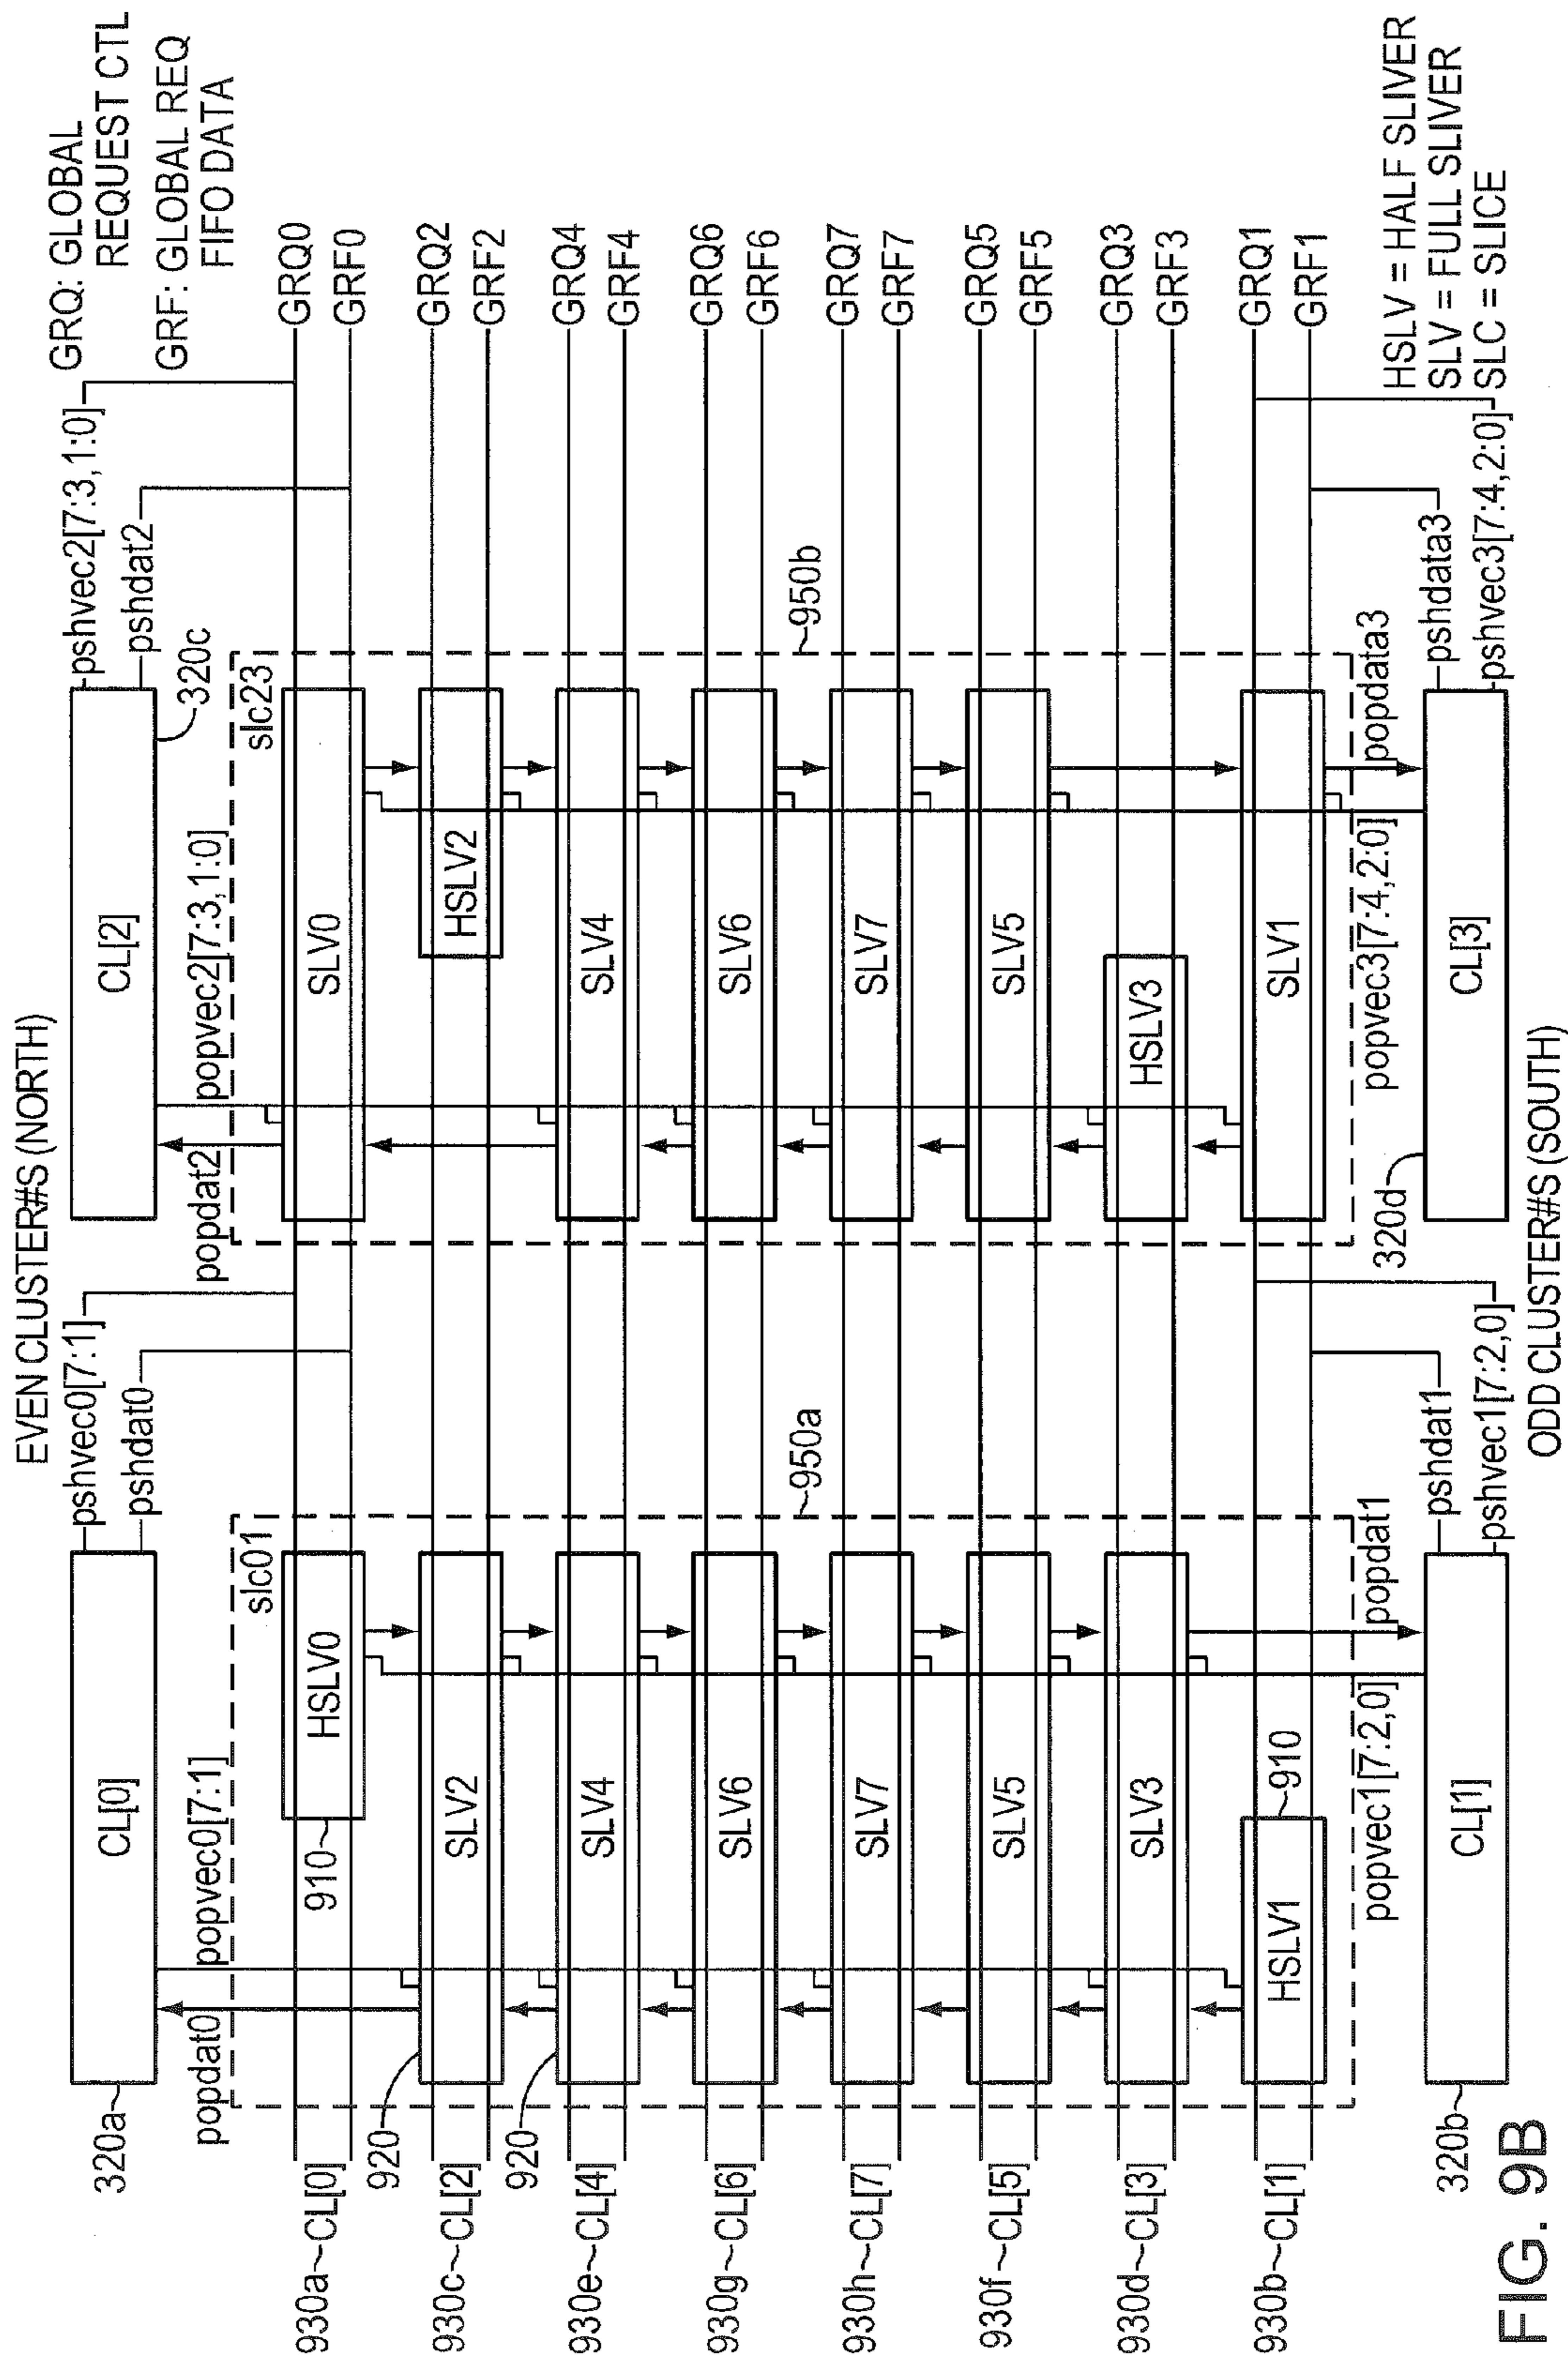 EVEN CLUSTER#S (NORTH)
GRQ: GLOBAL
REQUEST CTL
GRF: GLOBAL REQ
FIFO DATA
320a
CL[0]
pshvec0[7:1]
pshdat0
CL[2]
pshvec2[7:3,1:0]
pshdat2
320c
popdat0
popvec0[7:1]
slc01
popdat2
popvec2[7:3,1:0]
slc23
930a
CL[0]
910
HSLV0
SLV0
GRQ0
GRF0
920
930c
CL[2]
SLV2
HSLV2
GRQ2
GRF2
920
930e
CL[4]
SLV4
SLV4
GRQ4
GRF4
930g
CL[6]
SLV6
SLV6
GRQ6
GRF6
950a
950b
930h
CL[7]
SLV7
SLV7
GRQ7
GRF7
930f
CL[5]
SLV5
SLV5
GRQ5
GRF5
930d
CL[3]
SLV3
HSLV3
GRQ3
GRF3
930b
CL[1]
HSLV1
910
SLV1
GRQ1
GRF1
popvec1[7:2,0]
popdat1
320d
popvec3[7:4,2:0]
popdata3
320b
CL[1]
pshdat1
pshvec1[7:2,0]
CL[3]
pshdata3
pshvec3[7:4,2:0]
HSLV = HALF SLIVER
SLV = FULL SLIVER
SLC = SLICE
ODD CLUSTER#S (SOUTH)
FIG. 9B